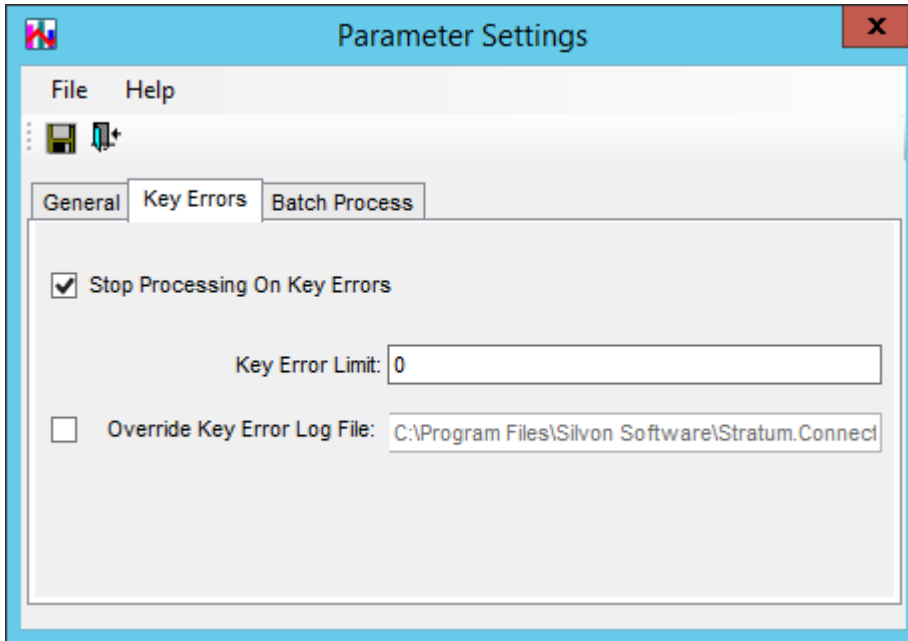 Parameter Settings
x
File Help
General Key Errors Batch Process
Stop Processing On Key Errors
Key Error Limit: 0
Override Key Error Log File: C:\Program Files\Silvon Software\Stratum.Connect